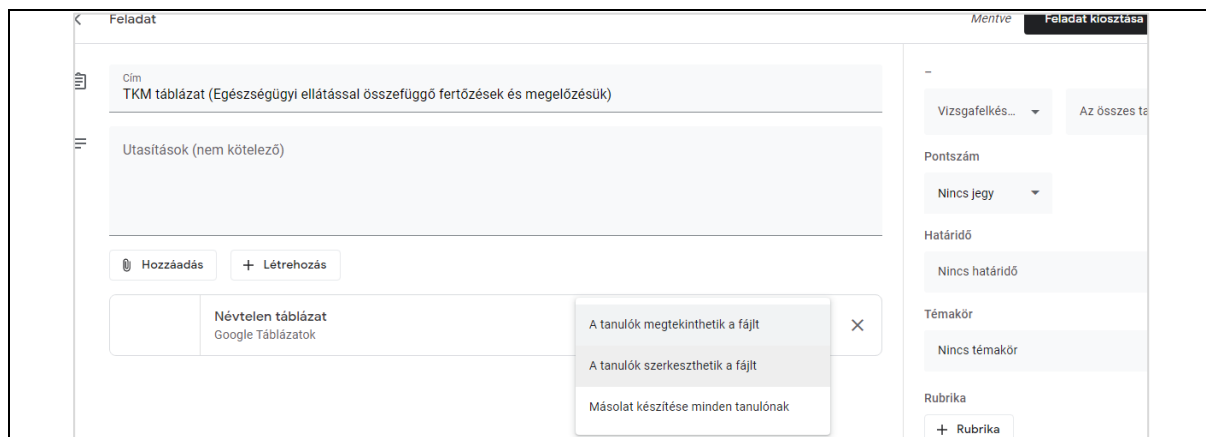 Feladat
Mentve
Feladat kiosztása
Cím
TKM táblázat (Egészségügyi ellátással összefüggő fertőzések és megelőzésük)
Utasítások (nem kötelező)
Hozzáadás
+ Létrehozás
Névtelen táblázat
Google Táblázatok
A tanulók megtekinthetik a fájlt
A tanulók szerkeszthetik a fájlt
Másolat készítése minden tanulónak
–
Vizsgafelkés...
Az összes ta
Pontszám
Nincs jegy
Határidő
Nincs határidő
Témakör
Nincs témakör
Rubrika
+ Rubrika